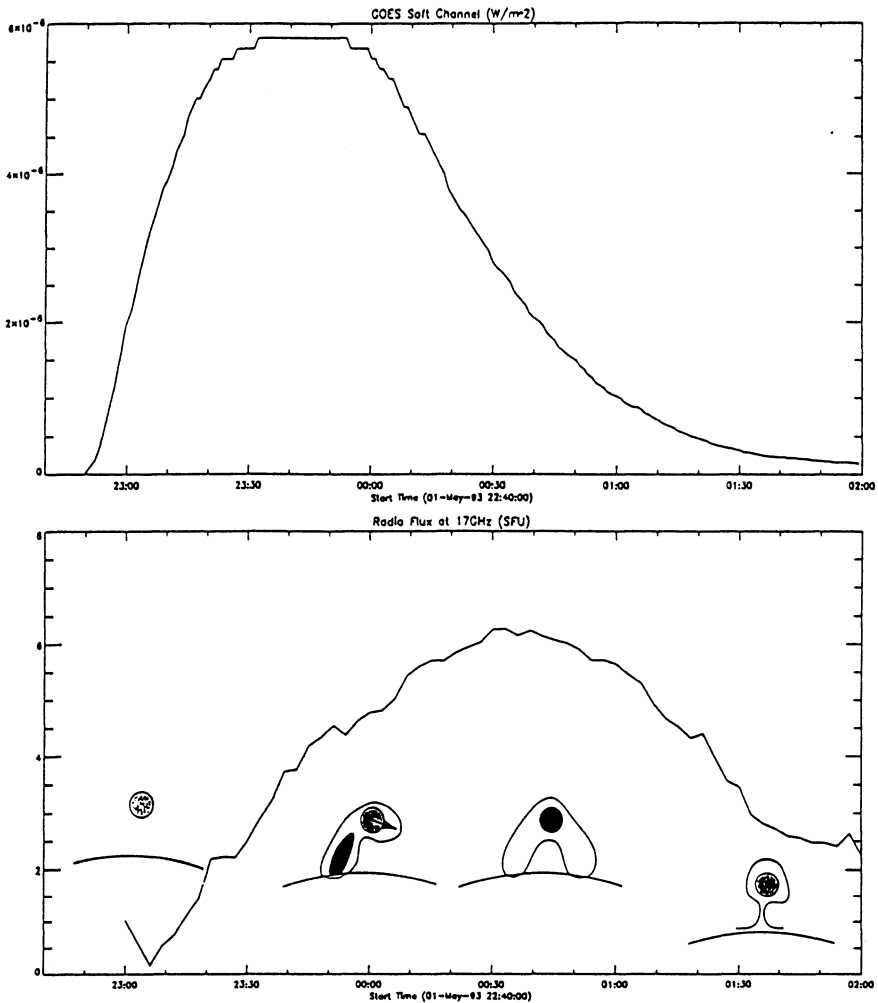 GOES Soft Channel (W/m^2)
6×10^-6
4×10^-6
2×10^-6
0
23:00 23:30 00:00 00:30 01:00 01:30 02:00
Start Time (01-May-93 22:40:00)
Radio Flux at 17GHz (SFU)
8
6
4
2
0
23:00 23:30 00:00 00:30 01:00 01:30 02:00
Start Time (01-May-93 22:40:00)